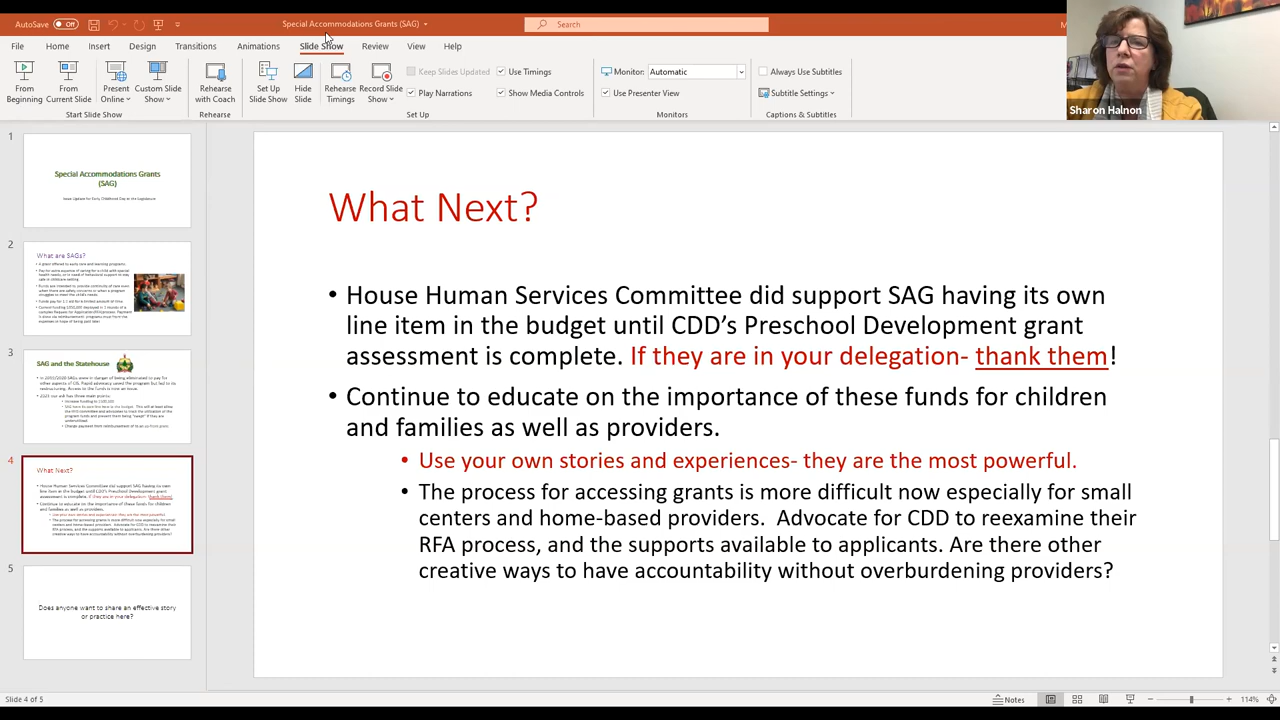 AutoSave Off
Special Accommodations Grants (SAG)
Search
File Home Insert Design Transitions Animations Slide Show Review View Help
From Beginning
From Current Slide
Present Online
Custom Slide Show
Start Slide Show
Rehearse with Coach
Rehearse
Set Up Slide Show
Hide Slide
Rehearse Timings
Record Slide Show
Keep Slides Updated
Use Timings
Play Narrations
Show Media Controls
Set Up
Monitor: Automatic
Use Presenter View
Monitors
Always Use Subtitles
Subtitle Settings
Captions & Subtitles
Sharon Halnon
1
Special Accommodations Grants
(SAG)
2
What are SAGs?
3
SAG and the Statehouse
4
What Next?
5
Does anyone want to share an effective story
or practice here?
What Next?
• House Human Services Committee did support SAG having its own
line item in the budget until CDD’s Preschool Development grant
assessment is complete. If they are in your delegation- thank them!
• Continue to educate on the importance of these funds for children
and families as well as providers.
• Use your own stories and experiences- they are the most powerful.
• The process for accessing grants is more difficult now especially for small
centers and home-based providers.  Advocate for CDD to reexamine their
RFA process, and the supports available to applicants. Are there other
creative ways to have accountability without overburdening providers?
Slide 4 of 5
Notes
114%